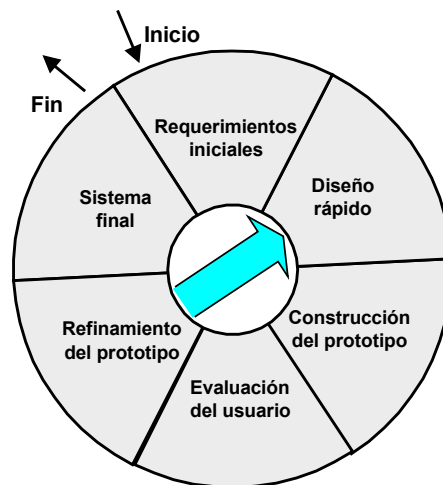 Inicio
Fin
Requerimientos
iniciales
Diseño
rápido
Construcción
del prototipo
Evaluación
del usuario
Refinamiento
del prototipo
Sistema
final